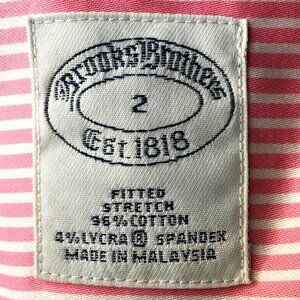 Brooks Brothers
2
Est. 1818
FITTED
STRETCH
96% COTTON
4% LYCRA ® SPANDEX
MADE IN MALAYSIA